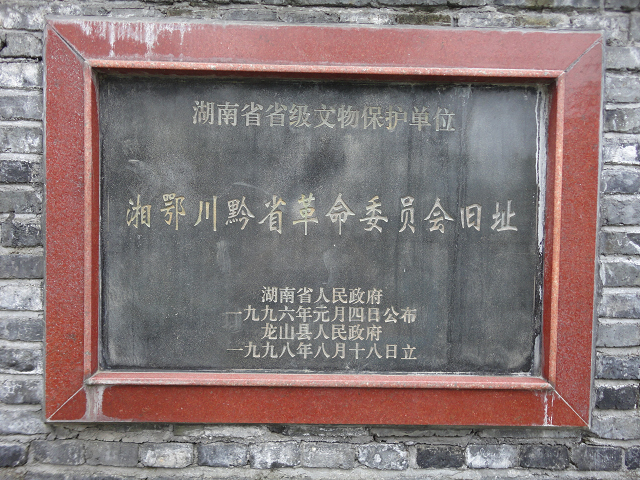 湖南省省级文物保护单位
湘鄂川黔省革命委员会旧址
湖南省人民政府
一九九六年元月四日公布
龙山县人民政府
一九九八年八月十八日立